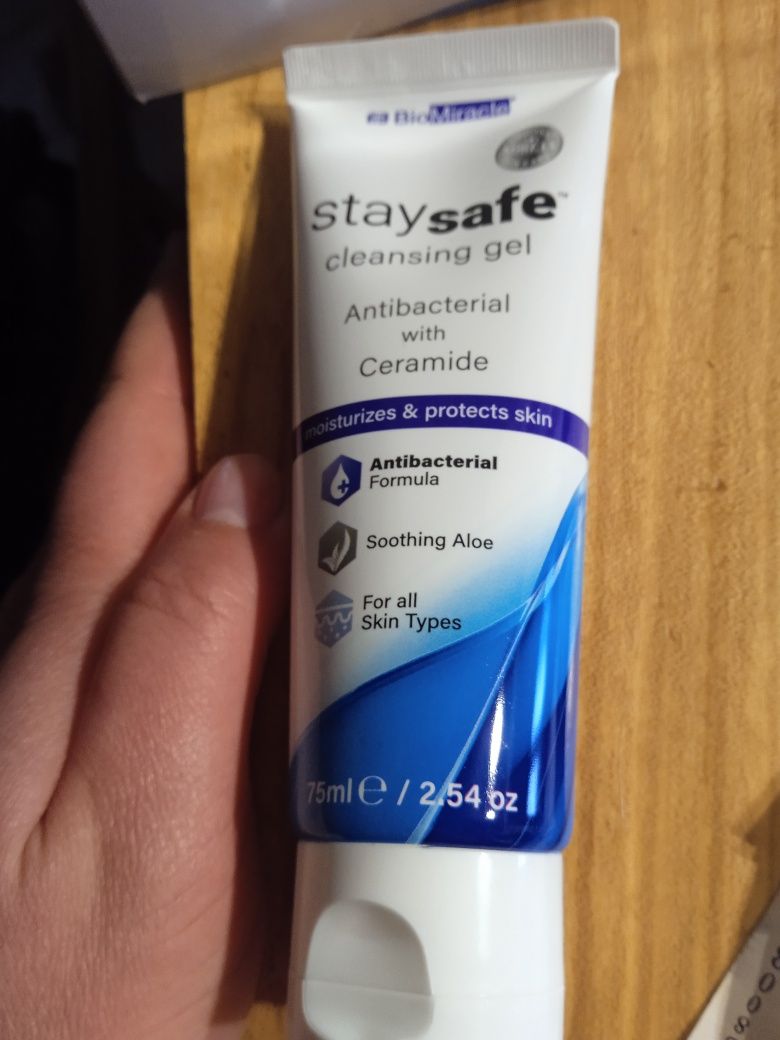 BioMiracle
staysafe™
cleansing gel
Antibacterial
with
Ceramide
moisturizes & protects skin
Antibacterial
Formula
Soothing Aloe
For all
Skin Types
75ml ℮ / 2.54 oz